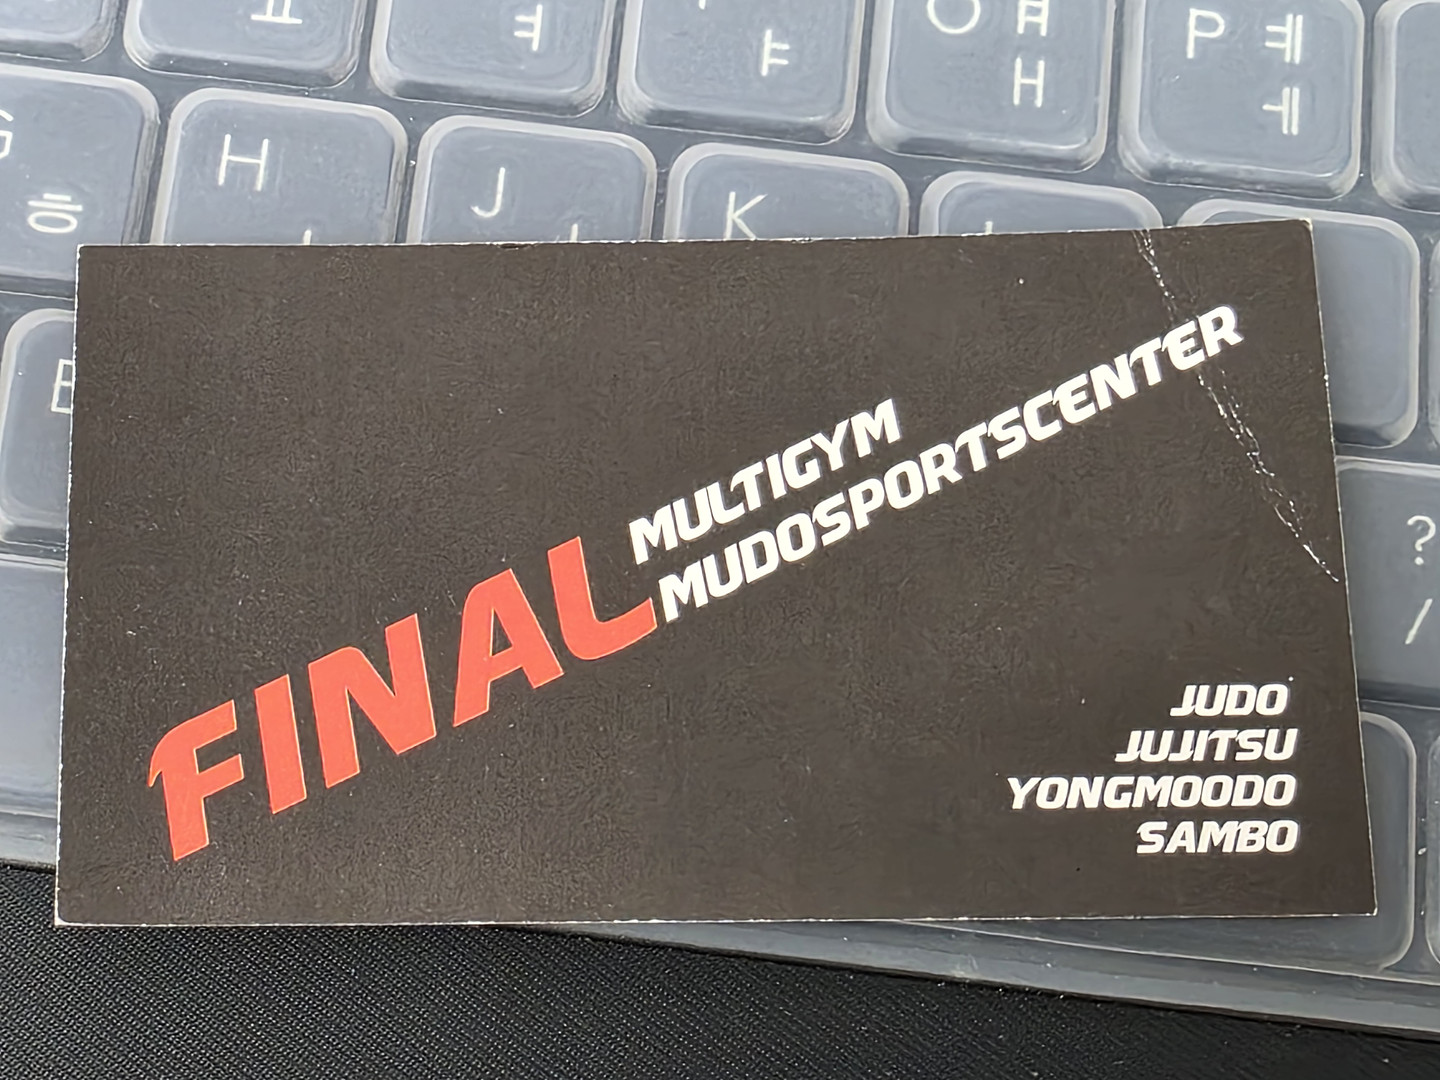 ㅛ
ㅕ
ㅑ
O ㅐ
ㅒ
P ㅔ
ㅖ
G
ㅎ
H
J
K
?
/
FINAL MULTIGYM
MUDOSPORTSCENTER
JUDO
JUJITSU
YONGMOODO
SAMBO